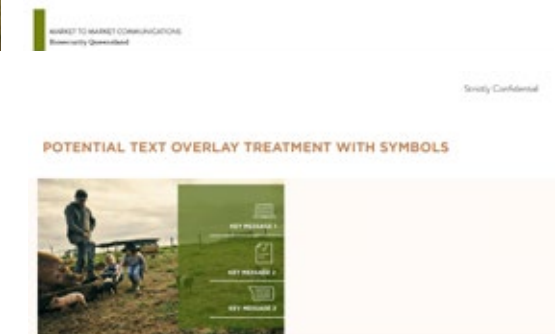 MARKET TO MARKET COMMUNICATIONS
Biosecurity Queensland
Strictly Confidential
POTENTIAL TEXT OVERLAY TREATMENT WITH SYMBOLS
KEY MESSAGE 1
KEY MESSAGE 2
KEY MESSAGE 3